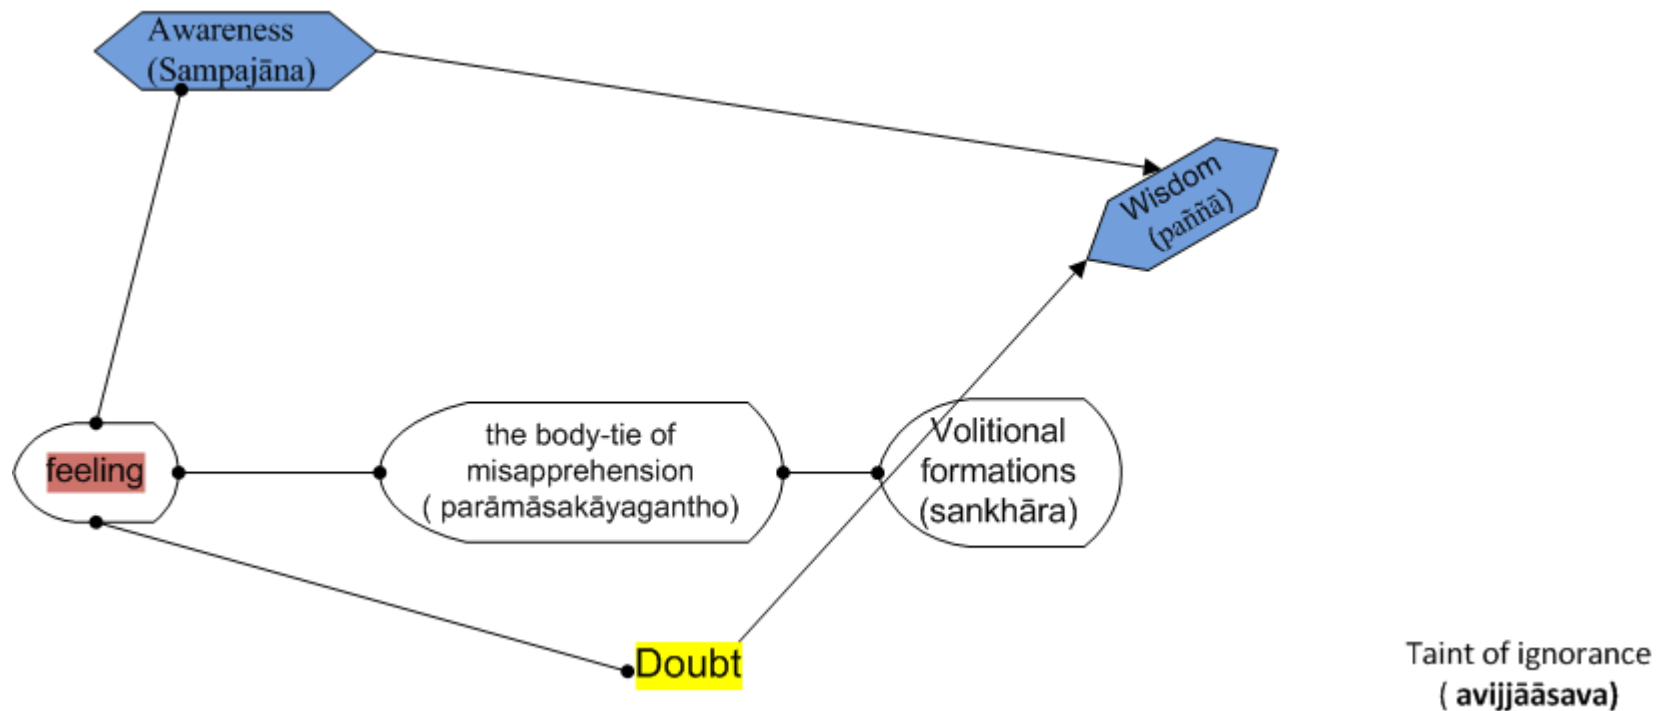 Awareness
(Sampajāna)
Wisdom
(paññā)
feeling
the body-tie of
misapprehension
( parāmāsakāyagantho)
Volitional
formations
(sankhāra)
Doubt
Taint of ignorance
( avijjāāsava)